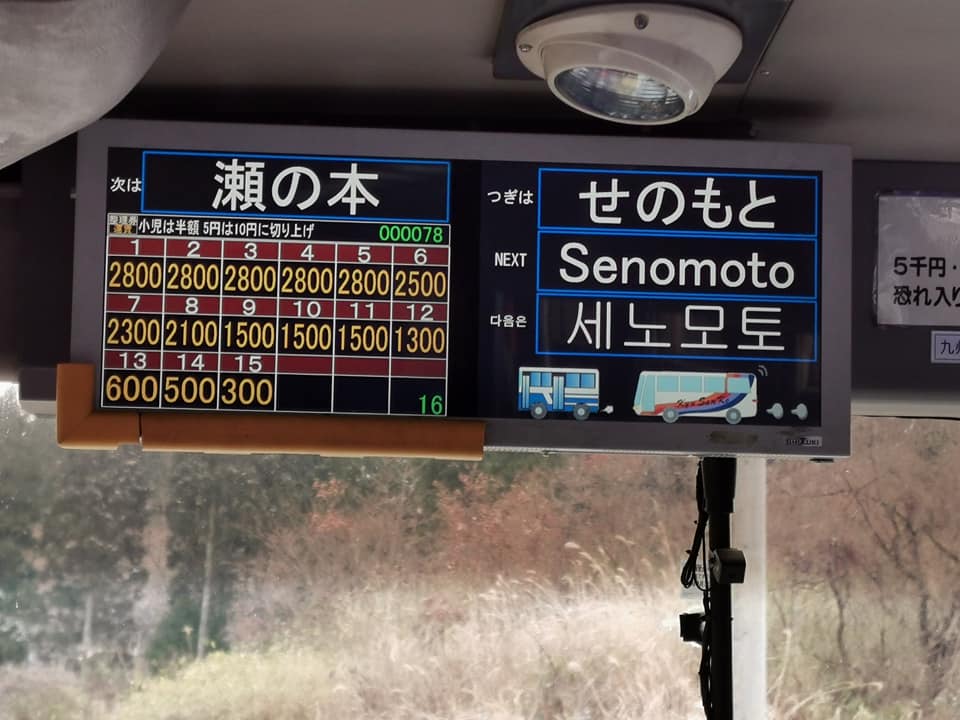 次は 瀬の本
整理券 運賃 小児は半額 5円は10円に切り上げ 000078
1 2 3 4 5 6
2800 2800 2800 2800 2800 2500
7 8 9 10 11 12
2300 2100 1500 1500 1500 1300
13 14 15
600 500 300
16
つぎは せのもと
NEXT Senomoto
다음은 세노모토
5千円・
恐れ入り
九州